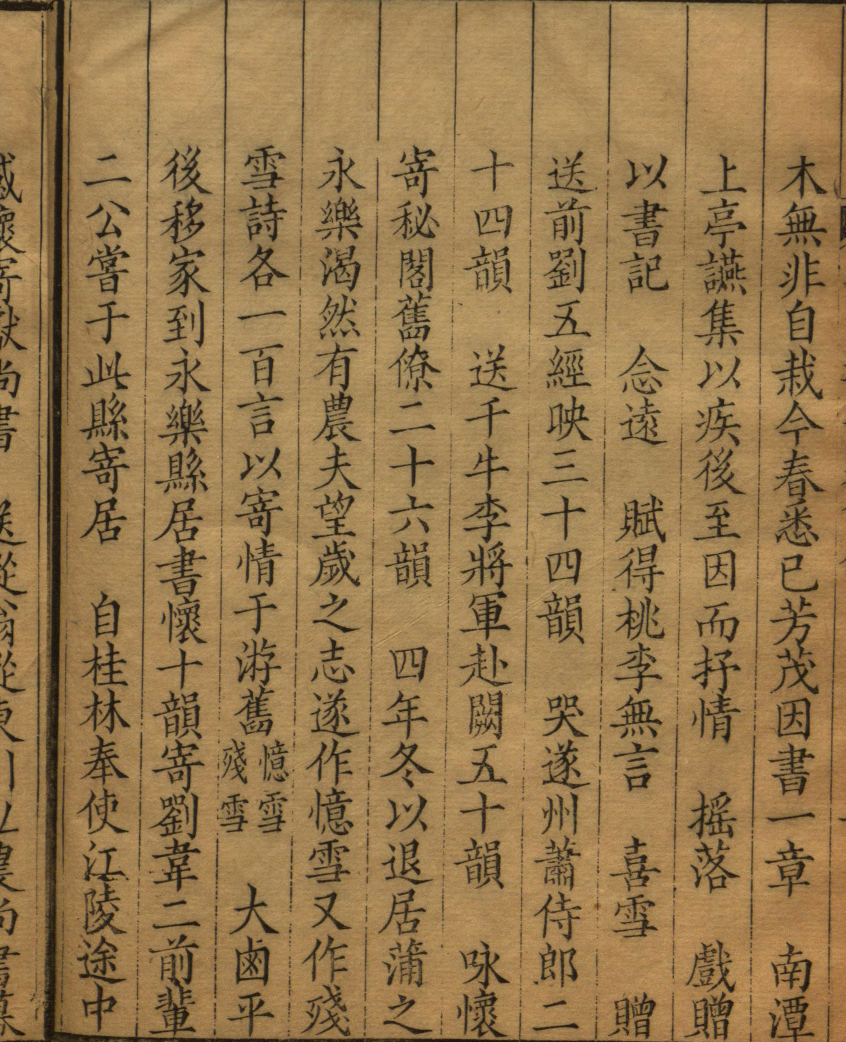 木無非自栽今春悉已芳茂因書一章　南潭
上亭讌集以疾後至因而抒情　搖落　戲贈
以書記　念遠　賦得桃李無言　喜雪　贈
送前劉五經映三十四韻　哭遂州蕭侍郎二
十四韻　送千牛李將軍赴闕五十韻　咏懷
寄秘閣舊僚二十六韻　四年冬以退居蒲之
永樂渴然有農夫望歲之志遂作憶雪又作殘
雪詩各一百言以寄情于游舊憶雪殘雪　大鹵平
後移家到永樂縣居書懷十韻寄劉韋二前輩
二公嘗于此縣寄居　自桂林奉使江陵途中
感懷寄獻尚書